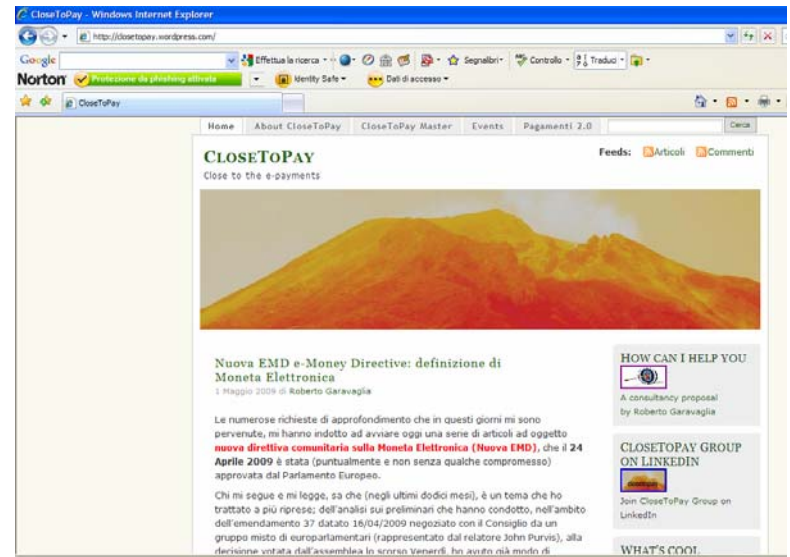 CloseToPay - Windows Internet Explorer
http://closetopay.wordpress.com/
Google
Effettua la ricerca
Segnalibri
Controllo
Traduci
Norton
Protezione da phishing attivata
Identity Safe
Dati di accesso
CloseToPay
Home About CloseToPay CloseToPay Master Events Pagamenti 2.0 Cerca
CLOSETOPAY
Close to the e-payments
Feeds: Articoli Commenti
Nuova EMD e-Money Directive: definizione di
Moneta Elettronica
1 Maggio 2009 di Roberto Garavaglia
Le numerose richieste di approfondimento che in questi giorni mi sono
pervenute, mi hanno indotto ad avviare oggi una serie di articoli ad oggetto
nuova direttiva comunitaria sulla Moneta Elettronica (Nuova EMD), che il 24
Aprile 2009 è stata (puntualmente e non senza qualche compromesso)
approvata dal Parlamento Europeo.
Chi mi segue e mi legge, sa che (negli ultimi dodici mesi), è un tema che ho
trattato a più riprese; dell'analisi sui preliminari che hanno condotto, nell'ambito
dell'emendamento 37 datato 16/04/2009 negoziato con il Consiglio da un
gruppo misto di europarlamentari (rappresentato dal relatore John Purvis), alla
decisione votata dall'assemblea lo scorso Venerdì, ho avuto già modo di
HOW CAN I HELP YOU
A consultancy proposal
by Roberto Garavaglia
CLOSETOPAY GROUP
ON LINKEDIN
closetopay
Join CloseToPay Group on
LinkedIn
WHAT'S COOL